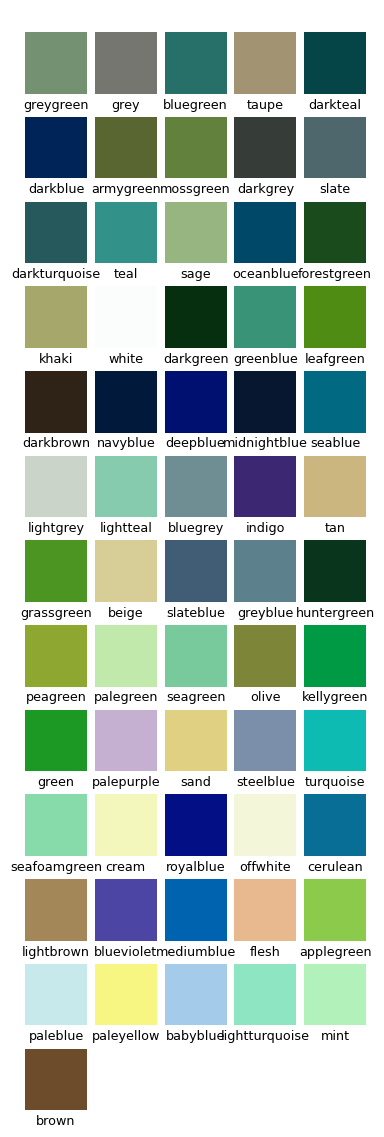 greygreen grey bluegreen taupe darkteal
darkblue armygreen mossgreen darkgrey slate
darkturquoise teal sage oceanblue forestgreen
khaki white darkgreen greenblue leafgreen
darkbrown navyblue deepblue midnightblue seablue
lightgrey lightteal bluegrey indigo tan
grassgreen beige slateblue greyblue huntergreen
peagreen palegreen seagreen olive kellygreen
green palepurple sand steelblue turquoise
seafoamgreen cream royalblue offwhite cerulean
lightbrown blueviolet mediumblue flesh applegreen
paleblue paleyellow babyblue lightturquoise mint
brown